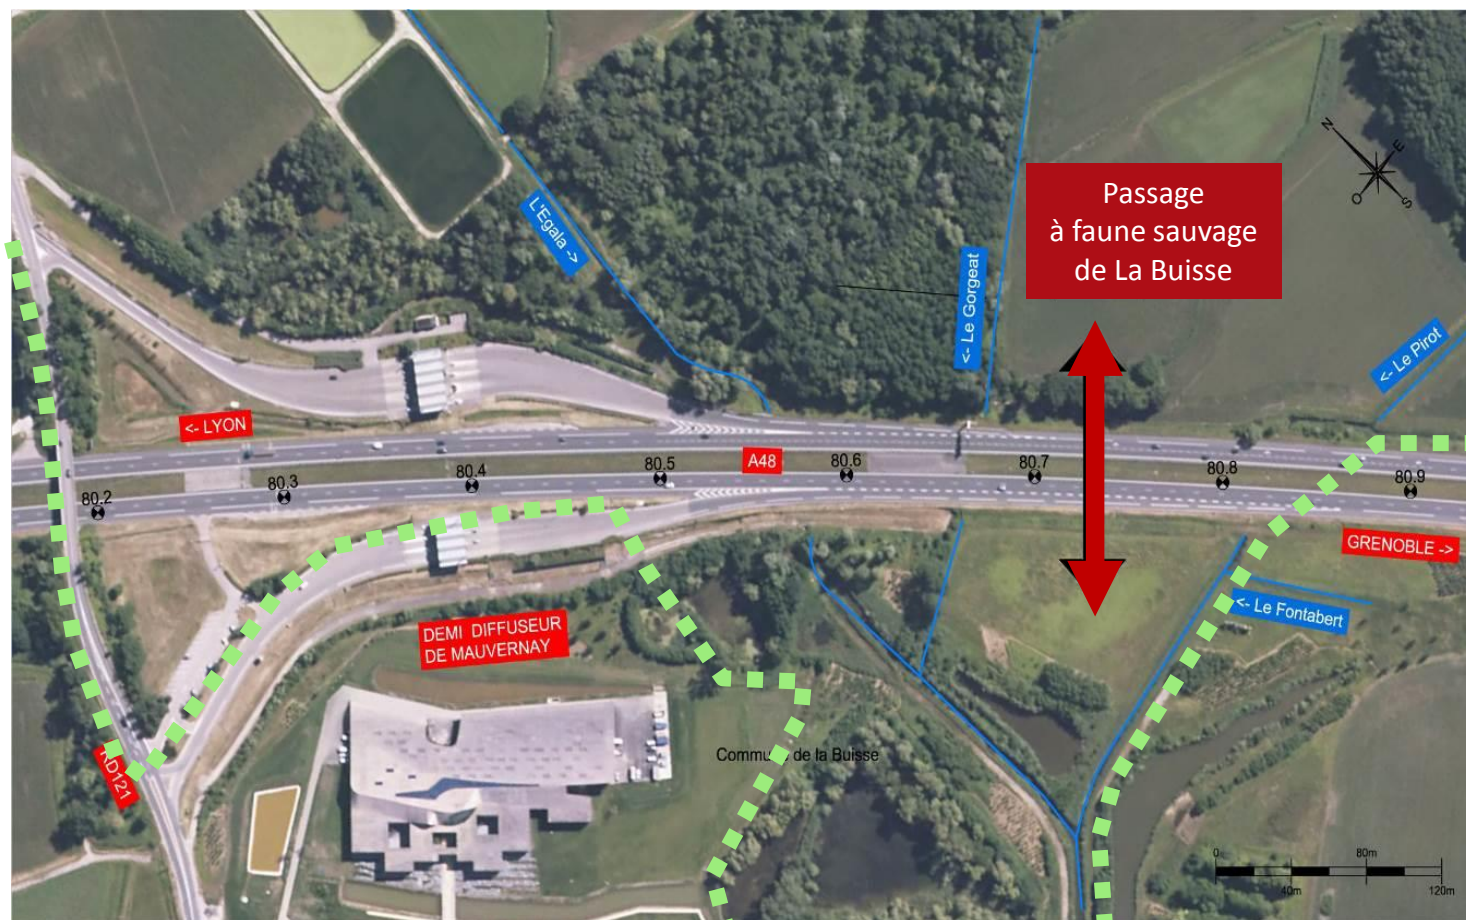 N
E
O
S
Passage
à faune sauvage
de La Buisse
L'Egala ->
<- Le Gorgeat
<- Le Pirot
<- LYON
A48
80.2
80.3
80.4
80.5
80.6
80.7
80.8
80.9
GRENOBLE ->
<- Le Fontabert
DEMI DIFFUSEUR
DE MAUVERNAY
RD121
Commune de la Buisse
0
80m
40m
120m